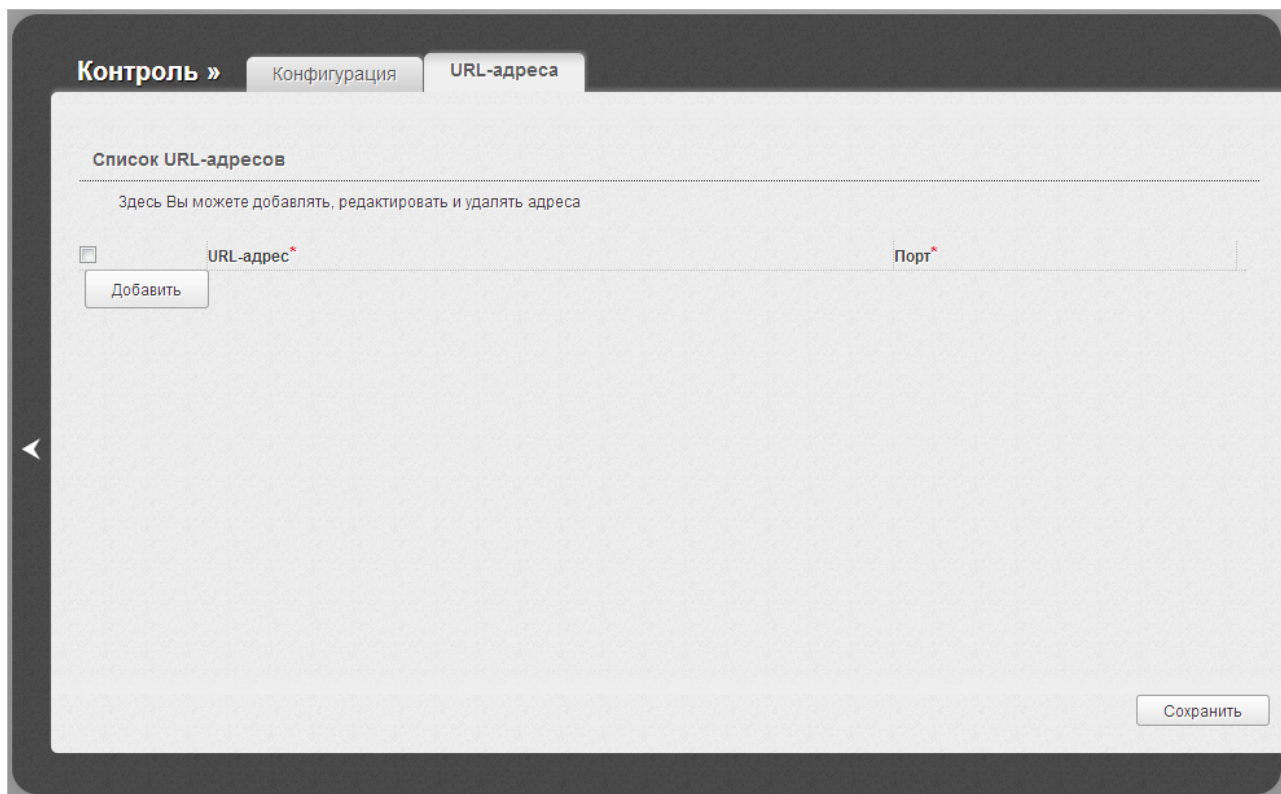 Контроль » Конфигурация URL-адреса
Список URL-адресов
Здесь Вы можете добавлять, редактировать и удалять адреса
URL-адрес* Порт*
Добавить
Сохранить